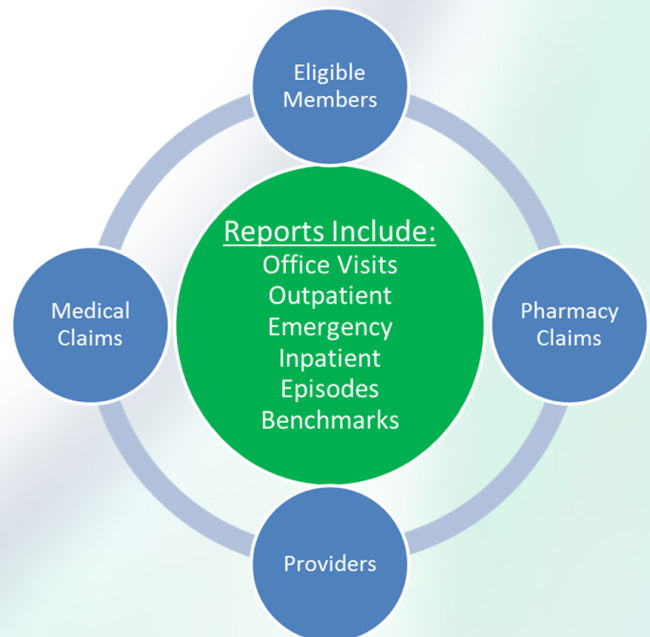 Eligible
Members
Reports Include:
Office Visits
Outpatient
Emergency
Inpatient
Episodes
Benchmarks
Medical
Claims
Pharmacy
Claims
Providers